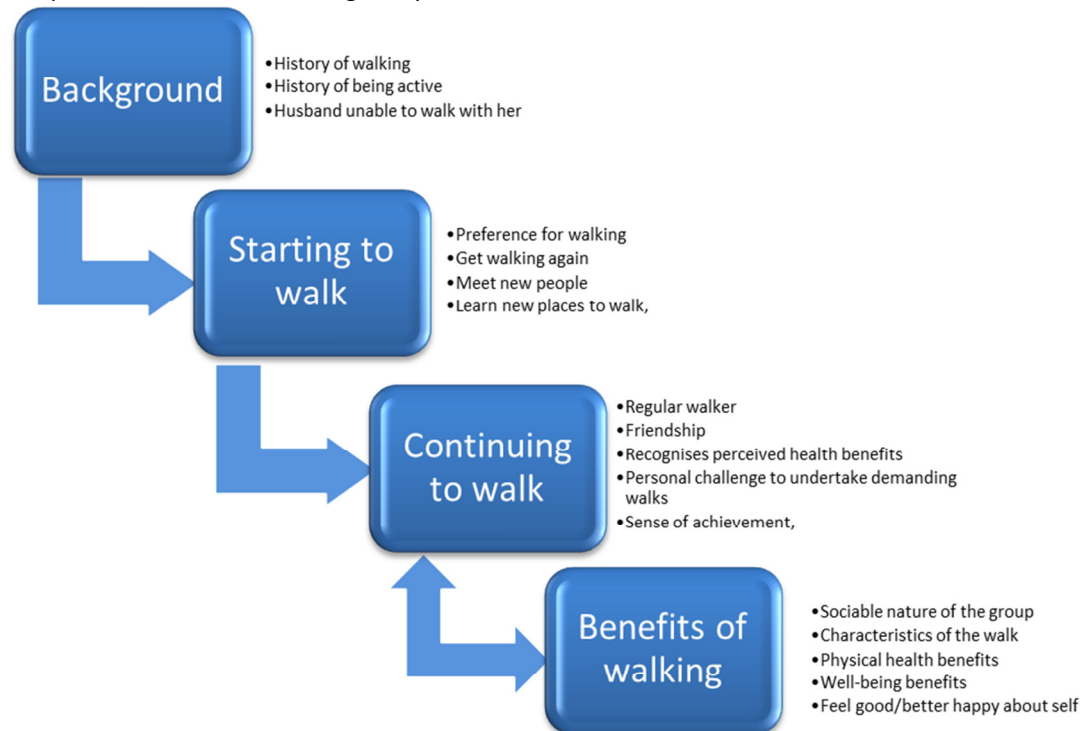 Background
•History of walking
•History of being active
•Husband unable to walk with her
Starting to
walk
•Preference for walking
•Get walking again
•Meet new people
•Learn new places to walk,
Continuing
to walk
•Regular walker
•Friendship
•Recognises perceived health benefits
•Personal challenge to undertake demanding
walks
•Sense of achievement,
Benefits of
walking
•Sociable nature of the group
•Characteristics of the walk
•Physical health benefits
•Well-being benefits
•Feel good/better happy about self